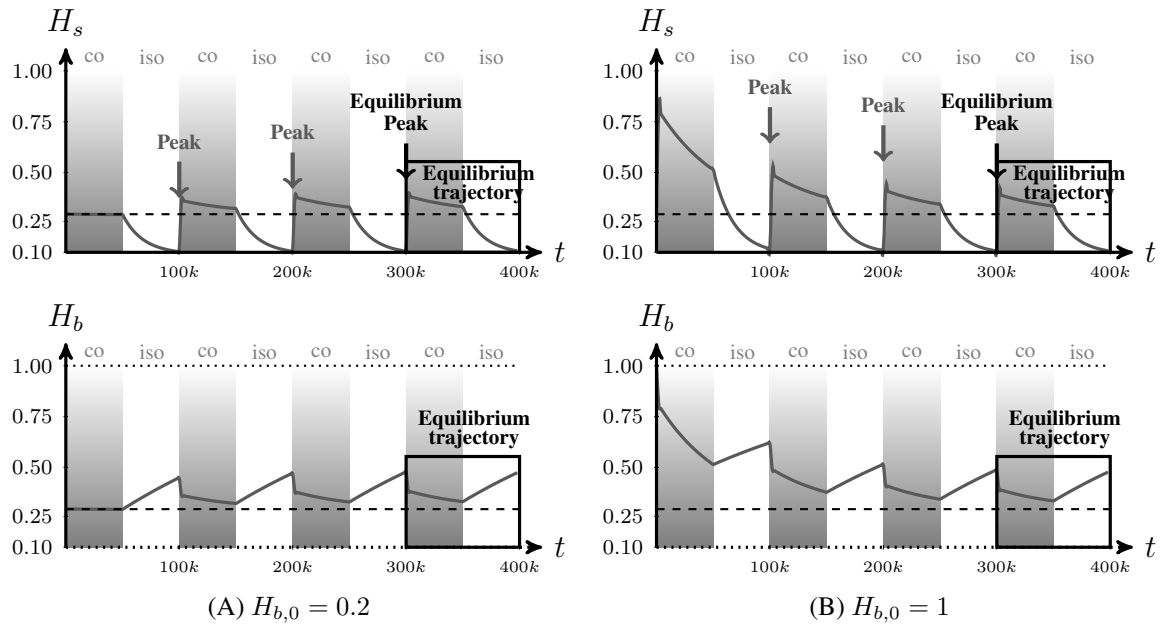 H_s
co iso co iso co iso co iso
1.00
0.75
0.50
0.25
0.10
Peak
Peak
Equilibrium
Peak
Equilibrium
trajectory
100k 200k 300k 400k
t
H_s
co iso co iso co iso co iso
1.00
0.75
0.50
0.25
0.10
Peak
Peak
Equilibrium
Peak
Equilibrium
trajectory
100k 200k 300k 400k
t
H_b
co iso co iso co iso co iso
1.00
0.75
0.50
0.25
0.10
Equilibrium
trajectory
100k 200k 300k 400k
t
(A) H_{b,0} = 0.2
H_b
co iso co iso co iso co iso
1.00
0.75
0.50
0.25
0.10
Equilibrium
trajectory
100k 200k 300k 400k
t
(B) H_{b,0} = 1